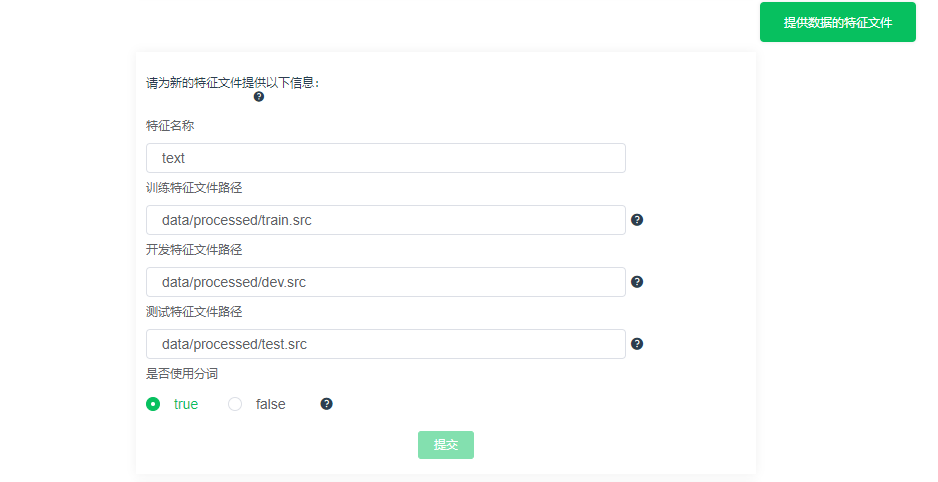 提供数据的特征文件
请为新的特征文件提供以下信息：
特征名称
text
训练特征文件路径
data/processed/train.src
开发特征文件路径
data/processed/dev.src
测试特征文件路径
data/processed/test.src
是否使用分词
true false
提交